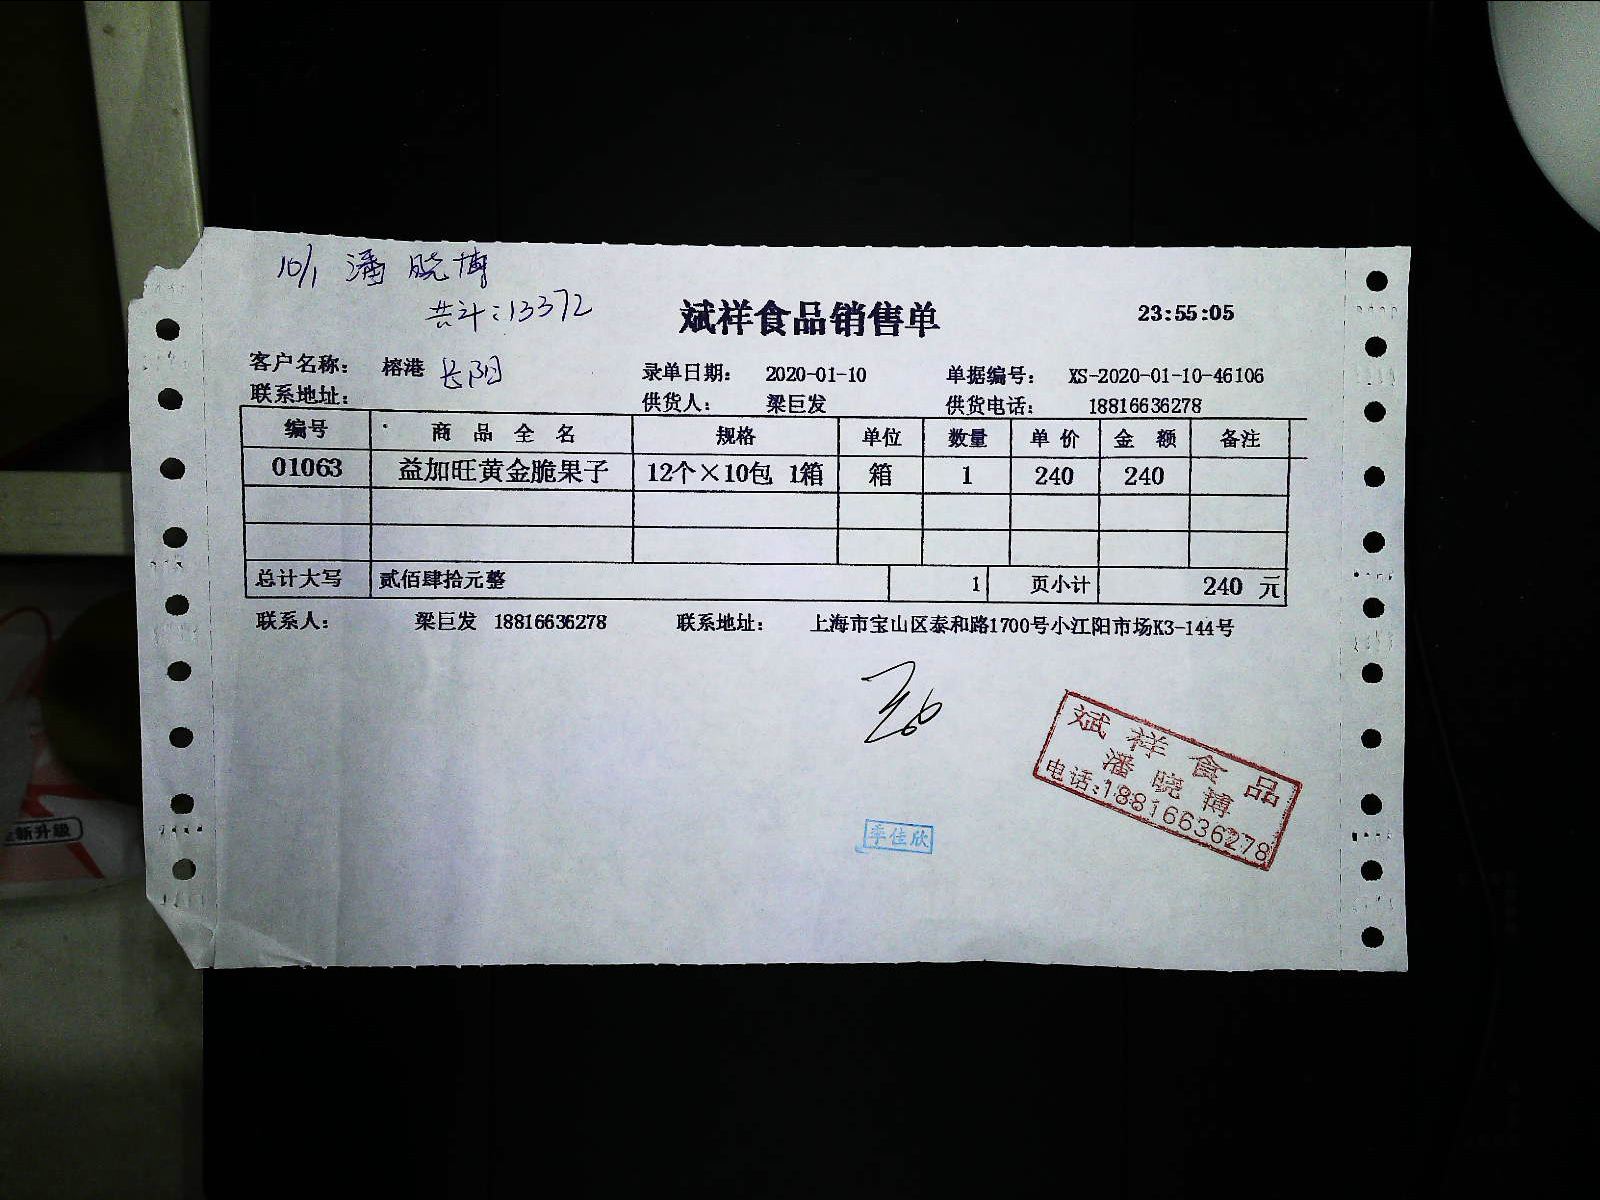 10/1 潘晓博
共计:13372
斌祥食品销售单
23:55:05
客户名称： 榕港 长阳 录单日期： 2020-01-10 单据编号： XS-2020-01-10-46106
联系地址： 供货人： 梁巨发 供货电话： 18816636278
编号 商品全名 规格 单位 数量 单价 金额 备注
01063 益加旺黄金脆果子 12个×10包 1箱 箱 1 240 240
总计大写 贰佰肆拾元整 1 页小计 240 元
联系人： 梁巨发 18816636278 联系地址： 上海市宝山区泰和路1700号小江阳市场K3-144号
斌祥食品
潘晓博
电话:18816636278
季佳欣
新升级